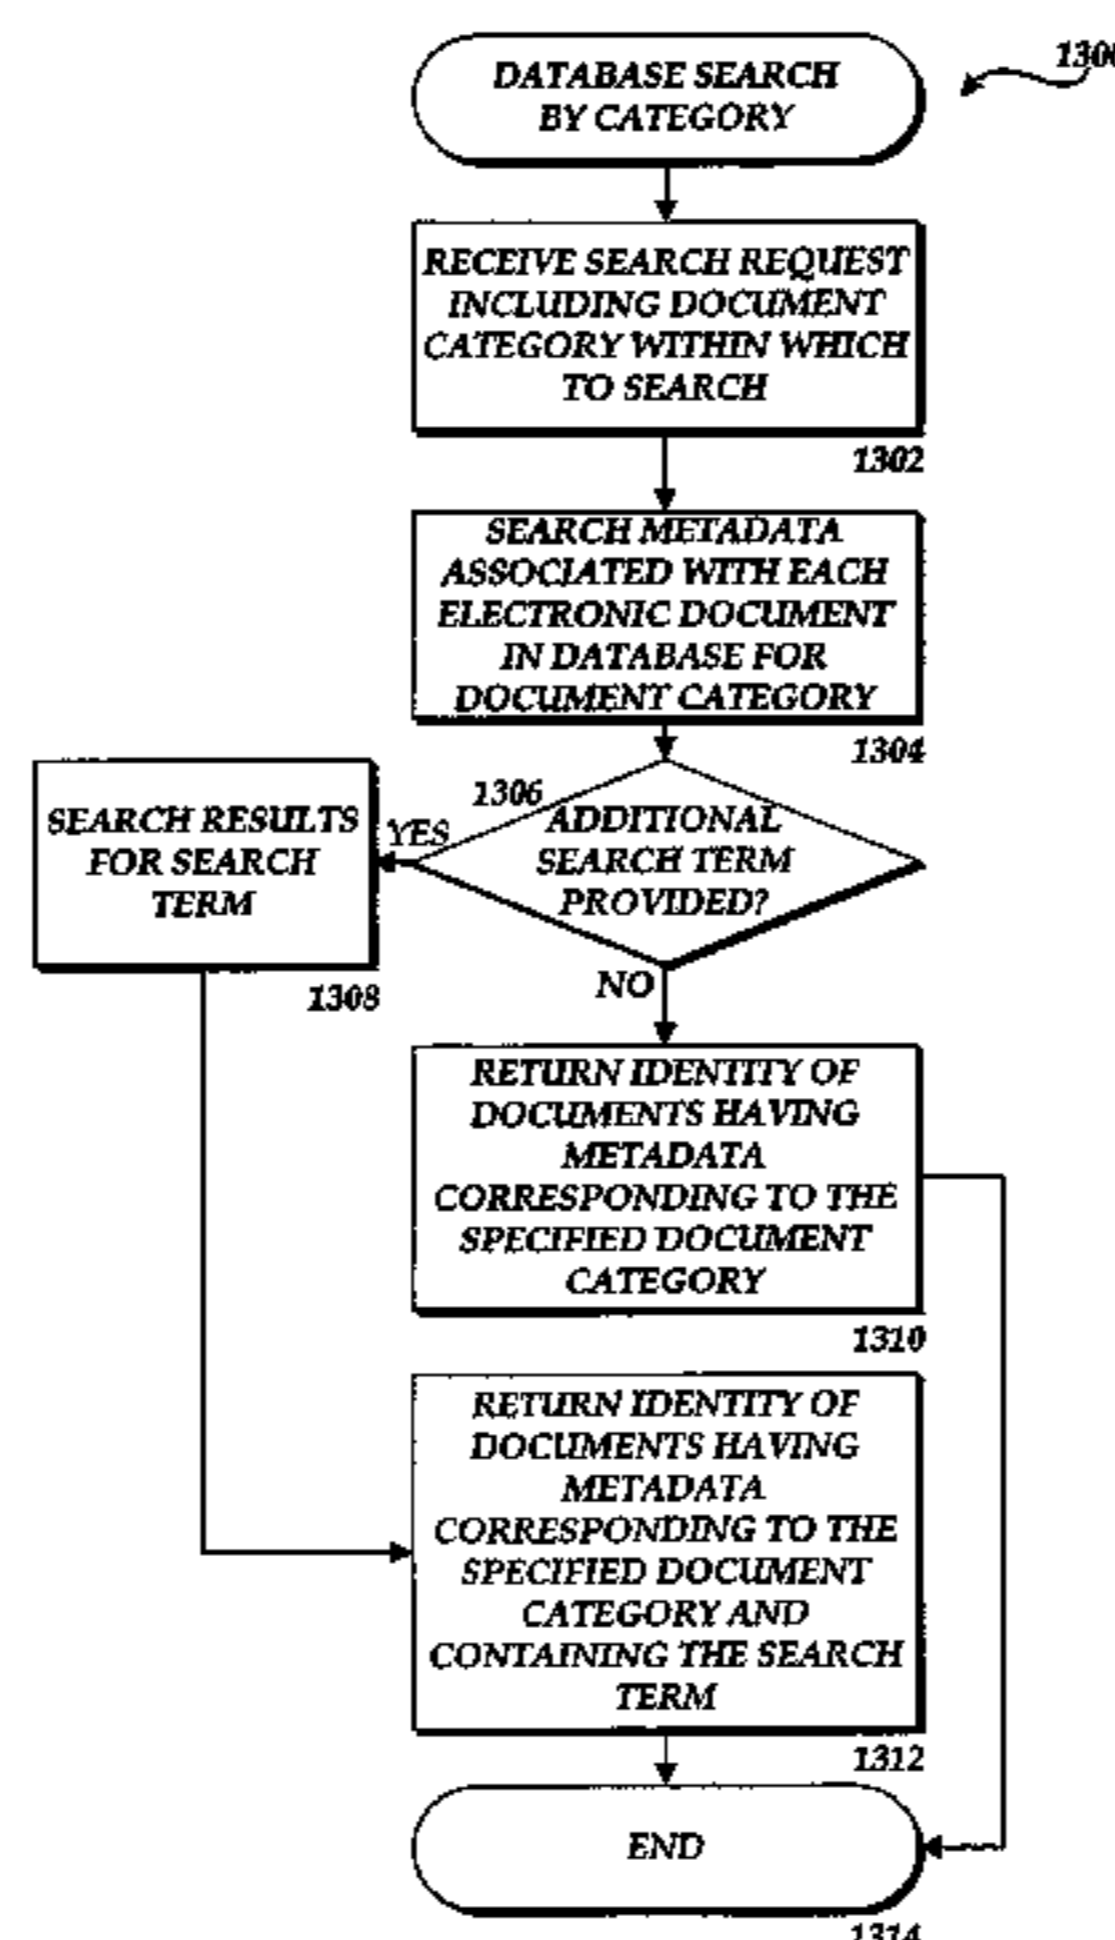 DATABASE SEARCH
BY CATEGORY
1300
RECEIVE SEARCH REQUEST
INCLUDING DOCUMENT
CATEGORY WITHIN WHICH
TO SEARCH
1302
SEARCH METADATA
ASSOCIATED WITH EACH
ELECTRONIC DOCUMENT
IN DATABASE FOR
DOCUMENT CATEGORY
1304
1306
ADDITIONAL
SEARCH TERM
PROVIDED?
YES
SEARCH RESULTS
FOR SEARCH
TERM
1308
NO
RETURN IDENTITY OF
DOCUMENTS HAVING
METADATA
CORRESPONDING TO THE
SPECIFIED DOCUMENT
CATEGORY
1310
RETURN IDENTITY OF
DOCUMENTS HAVING
METADATA
CORRESPONDING TO THE
SPECIFIED DOCUMENT
CATEGORY AND
CONTAINING THE SEARCH
TERM
1312
END
1314